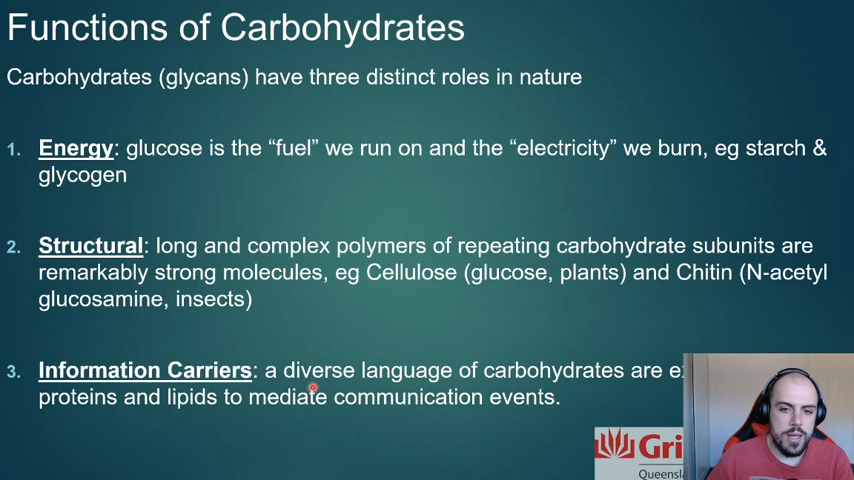 Functions of Carbohydrates
Carbohydrates (glycans) have three distinct roles in nature
1. Energy: glucose is the “fuel” we run on and the “electricity” we burn, eg starch &
glycogen
2. Structural: long and complex polymers of repeating carbohydrate subunits are
remarkably strong molecules, eg Cellulose (glucose, plants) and Chitin (N-acetyl
glucosamine, insects)
3. Information Carriers: a diverse language of carbohydrates are
proteins and lipids to mediate communication events.